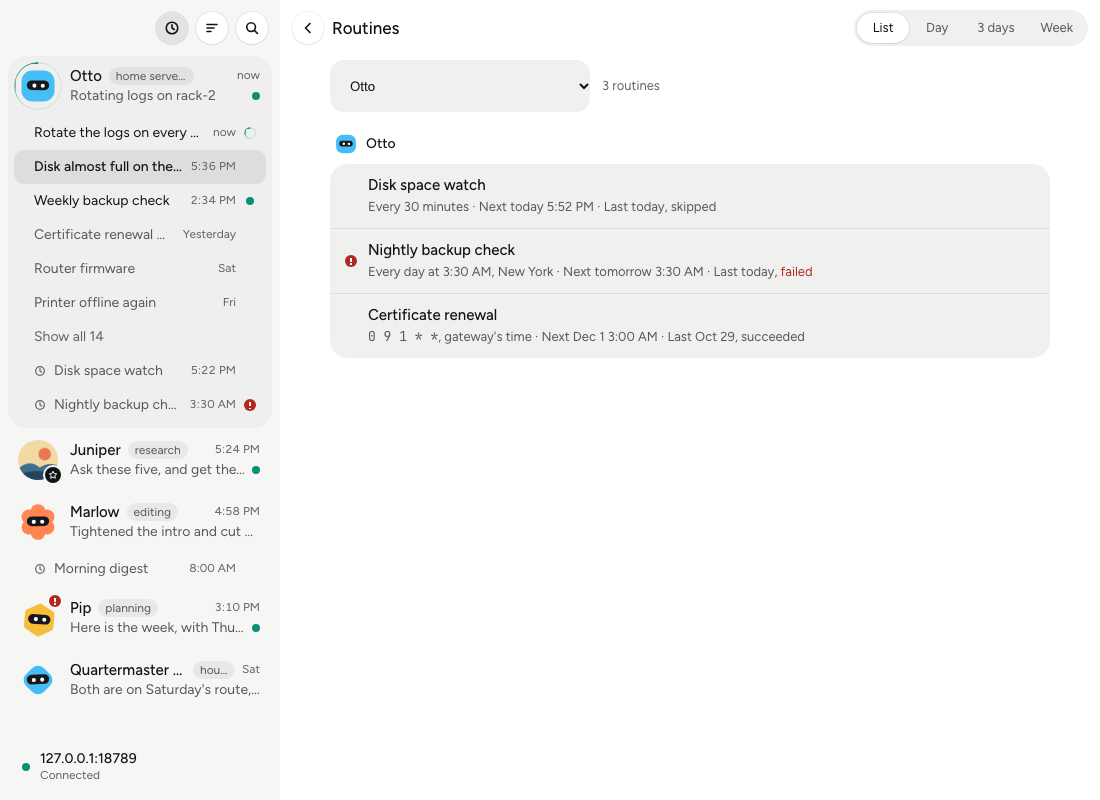 Routines
List
Day
3 days
Week
Otto
home serve...
now
Rotating logs on rack-2
Rotate the logs on every ...
now
Disk almost full on the...
5:36 PM
Weekly backup check
2:34 PM
Certificate renewal ...
Yesterday
Router firmware
Sat
Printer offline again
Fri
Show all 14
Disk space watch
5:22 PM
Nightly backup ch...
3:30 AM
Juniper
research
5:24 PM
Ask these five, and get the...
Marlow
editing
4:58 PM
Tightened the intro and cut ...
Morning digest
8:00 AM
Pip
planning
3:10 PM
Here is the week, with Thu...
Quartermaster ...
hou...
Sat
Both are on Saturday's route,...
127.0.0.1:18789
Connected
Otto
3 routines
Otto
Disk space watch
Every 30 minutes · Next today 5:52 PM · Last today, skipped
Nightly backup check
Every day at 3:30 AM, New York · Next tomorrow 3:30 AM · Last today, failed
Certificate renewal
0 9 1 * *, gateway's time · Next Dec 1 3:00 AM · Last Oct 29, succeeded